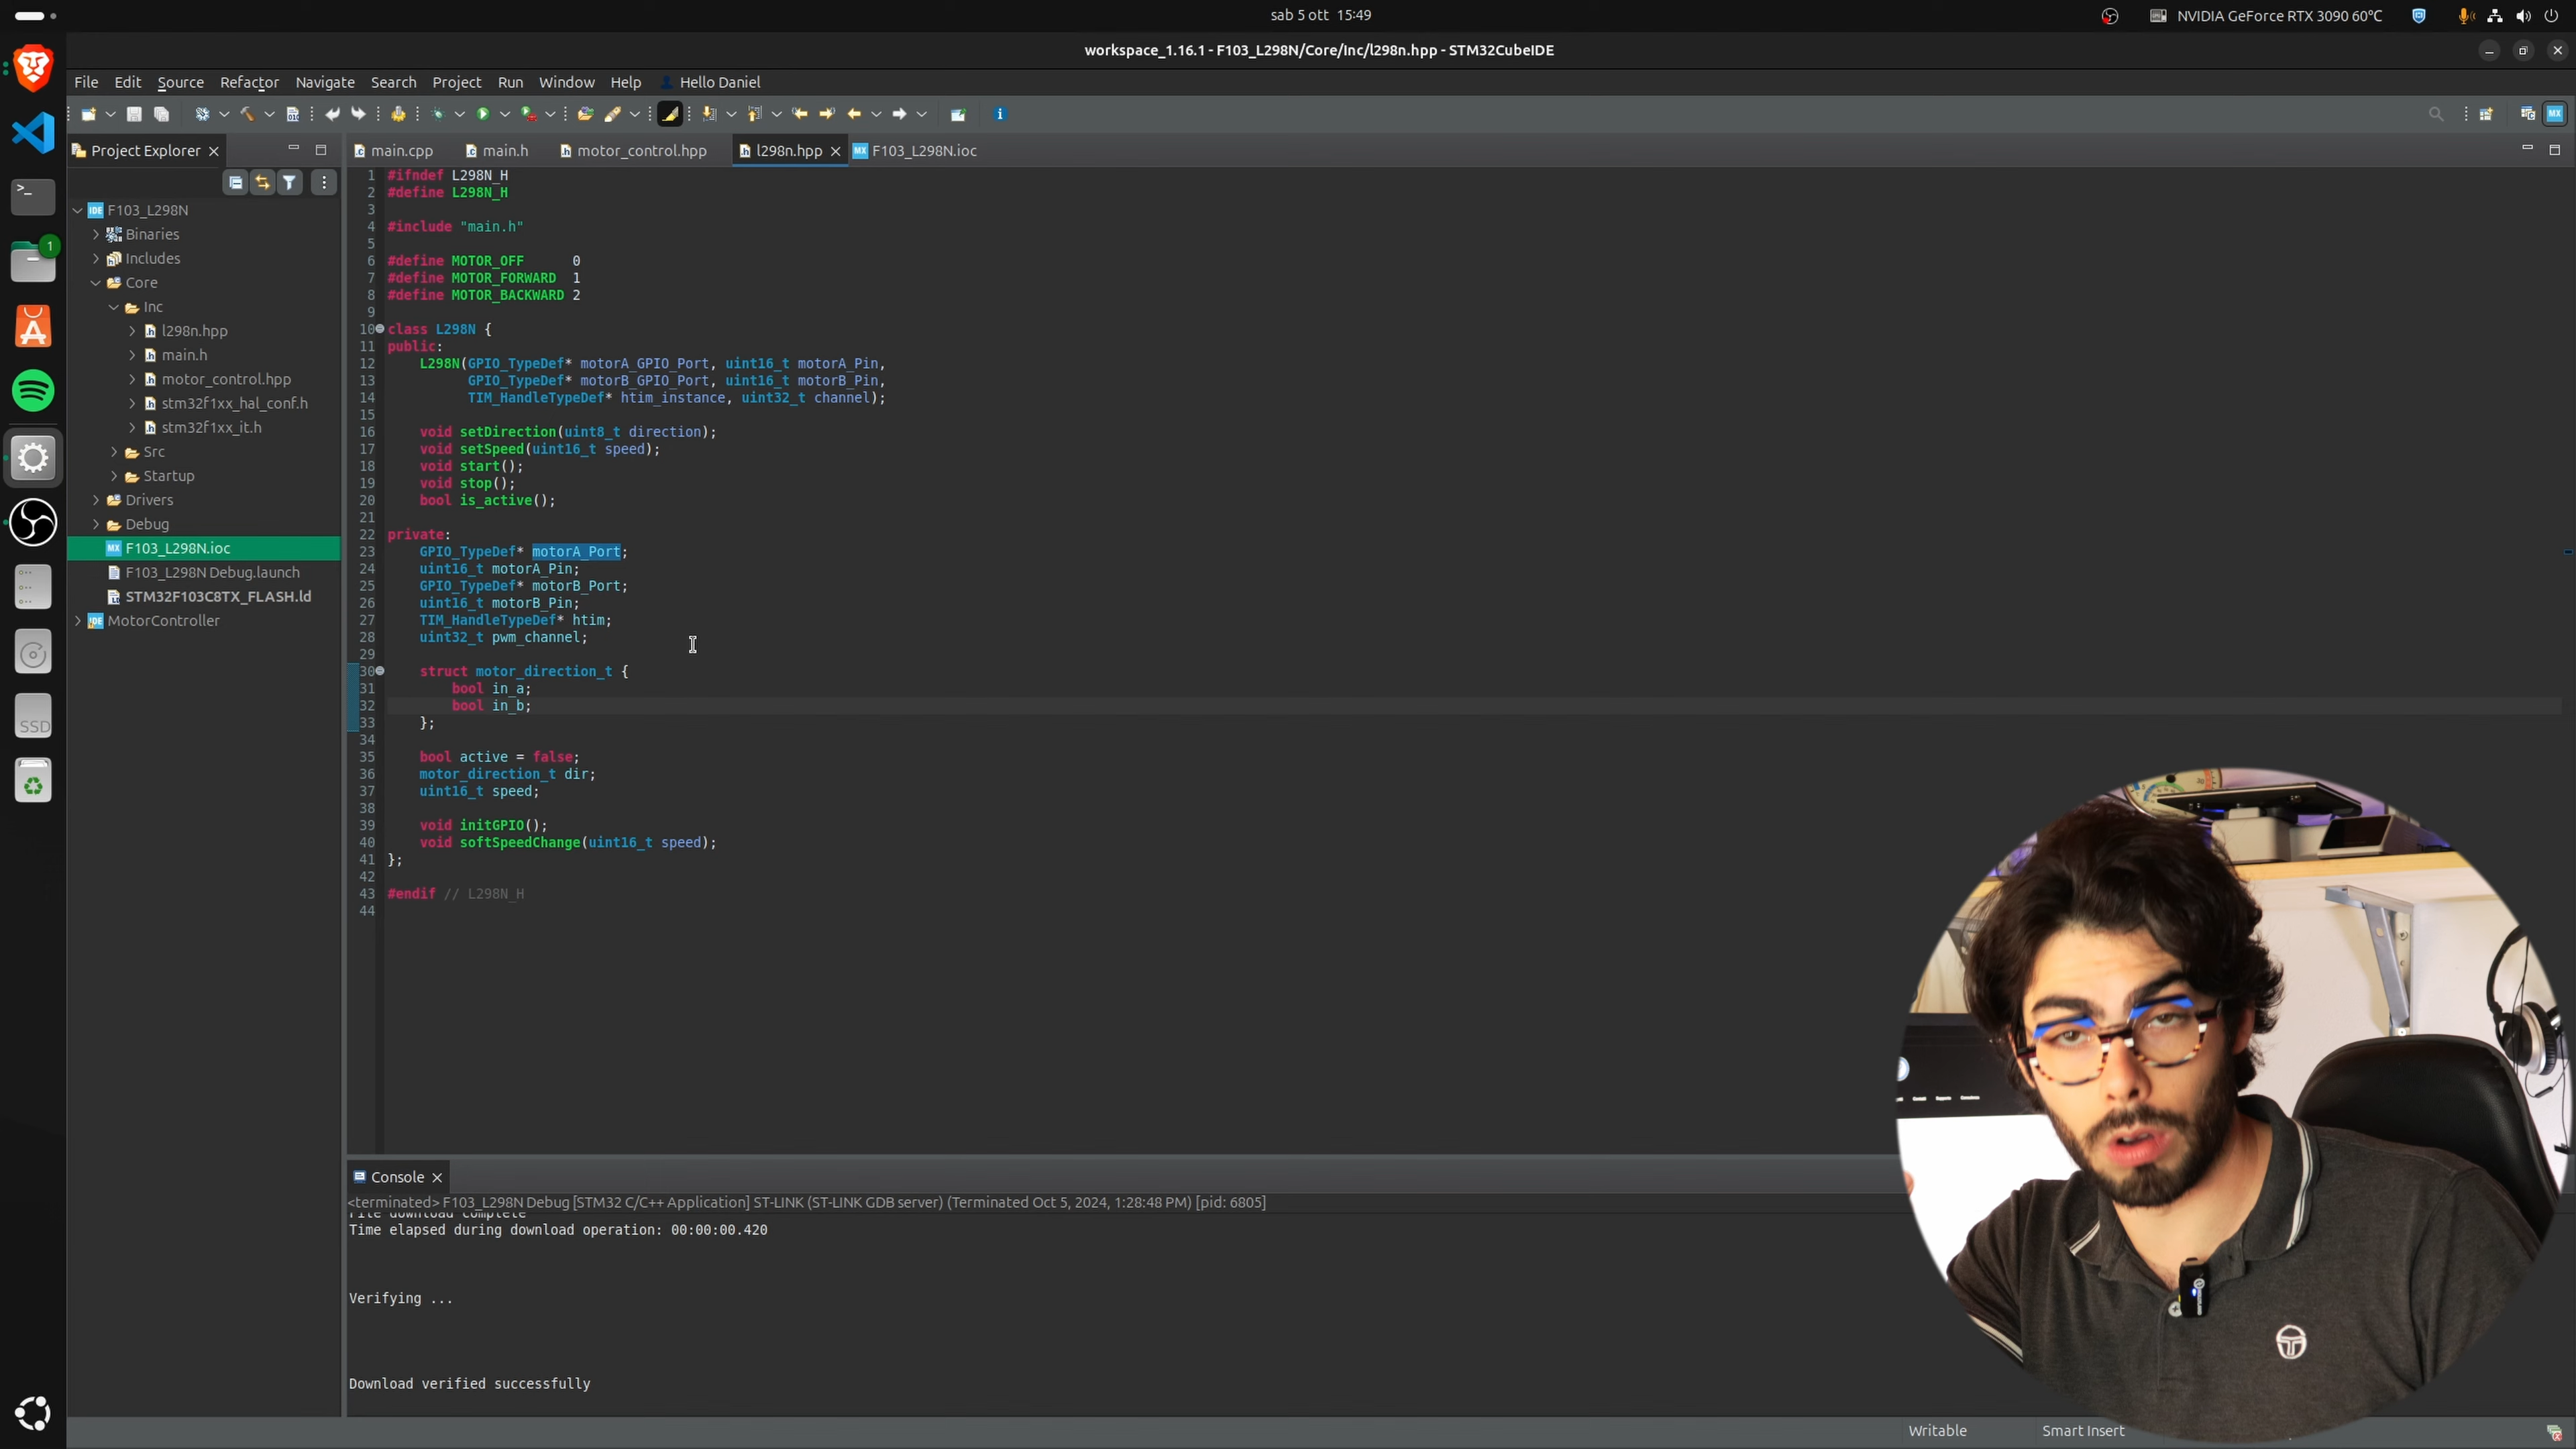 sab 5 ott 15:49
NVIDIA GeForce RTX 3090 60°C
workspace_1.16.1 - F103_L298N/Core/Inc/l298n.hpp - STM32CubeIDE
File Edit Source Refactor Navigate Search Project Run Window Help Hello Daniel
Project Explorer
F103_L298N
Binaries
Includes
Core
Inc
l298n.hpp
main.h
motor_control.hpp
stm32f1xx_hal_conf.h
stm32f1xx_it.h
Src
Startup
Drivers
Debug
F103_L298N.ioc
F103_L298N Debug.launch
STM32F103C8TX_FLASH.ld
MotorController
1
SSD
main.cpp main.h motor_control.hpp l298n.hpp F103_L298N.ioc
1 #ifndef L298N_H
2 #define L298N_H
3
4 #include "main.h"
5
6 #define MOTOR_OFF 0
7 #define MOTOR_FORWARD 1
8 #define MOTOR_BACKWARD 2
9
10 class L298N {
11 public:
12 L298N(GPIO_TypeDef* motorA_GPIO_Port, uint16_t motorA_Pin,
13 GPIO_TypeDef* motorB_GPIO_Port, uint16_t motorB_Pin,
14 TIM_HandleTypeDef* htim_instance, uint32_t channel);
15
16 void setDirection(uint8_t direction);
17 void setSpeed(uint16_t speed);
18 void start();
19 void stop();
20 bool is_active();
21
22 private:
23 GPIO_TypeDef* motorA_Port;
24 uint16_t motorA_Pin;
25 GPIO_TypeDef* motorB_Port;
26 uint16_t motorB_Pin;
27 TIM_HandleTypeDef* htim;
28 uint32_t pwm_channel;
29
30 struct motor_direction_t {
31 bool in_a;
32 bool in_b;
33 };
34
35 bool active = false;
36 motor_direction_t dir;
37 uint16_t speed;
38
39 void initGPIO();
40 void softSpeedChange(uint16_t speed);
41 };
42
43 #endif // L298N_H
44
Console
<terminated> F103_L298N Debug [STM32 C/C++ Application] ST-LINK (ST-LINK GDB server) (Terminated Oct 5, 2024, 1:28:48 PM) [pid: 6805]
File download complete
Time elapsed during download operation: 00:00:00.420
Verifying ...
Download verified successfully
Writable
Smart Insert